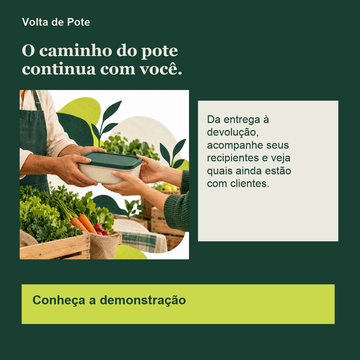 Volta de Pote
O caminho do pote
continua com você.
Da entrega à
devolução,
acompanhe seus
recipientes e veja
quais ainda estão
com clientes.
Conheça a demonstração